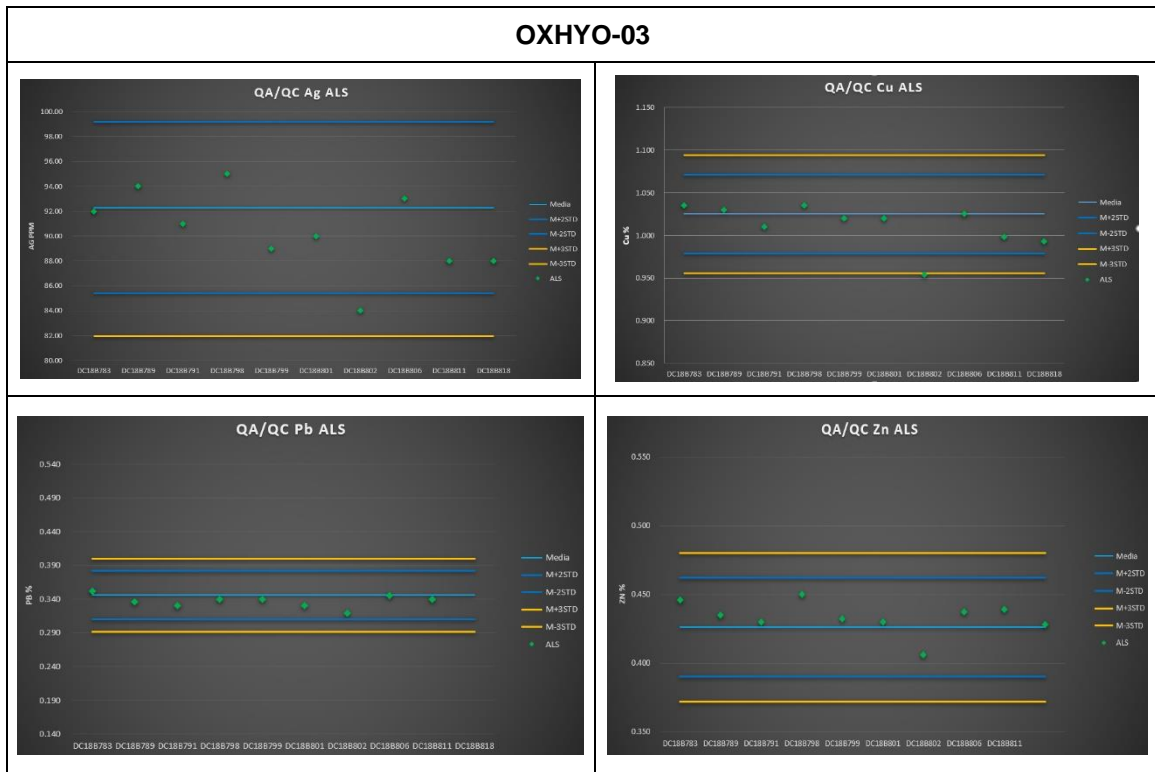 OXHYO-03
QA/QC Ag ALS
100.00
98.00
96.00
94.00
92.00
90.00
88.00
86.00
84.00
82.00
80.00
AG PPM
DC188783 DC188789 DC188791 DC188798 DC188799 DC188801 DC188802 DC188806 DC188811 DC188818
Media
M+2STD
M-2STD
M+3STD
M-3STD
ALS
QA/QC Cu ALS
1.150
1.100
1.050
1.000
0.950
0.900
0.850
Cu %
DC188783 DC188789 DC188791 DC188798 DC188799 DC188801 DC188802 DC188806 DC188811 DC188818
Media
M+2STD
M-2STD
M+3STD
M-3STD
ALS
QA/QC Pb ALS
0.540
0.490
0.440
0.390
0.340
0.290
0.240
0.190
0.140
PB %
DC188783 DC188789 DC188791 DC188798 DC188799 DC188801 DC188802 DC188806 DC188811 DC188818
Media
M+2STD
M-2STD
M+3STD
M-3STD
ALS
QA/QC Zn ALS
0.550
0.500
0.450
0.400
0.350
ZN %
DC188783 DC188789 DC188791 DC188798 DC188799 DC188801 DC188802 DC188806 DC188811
Media
M+2STD
M-2STD
M+3STD
M-3STD
ALS